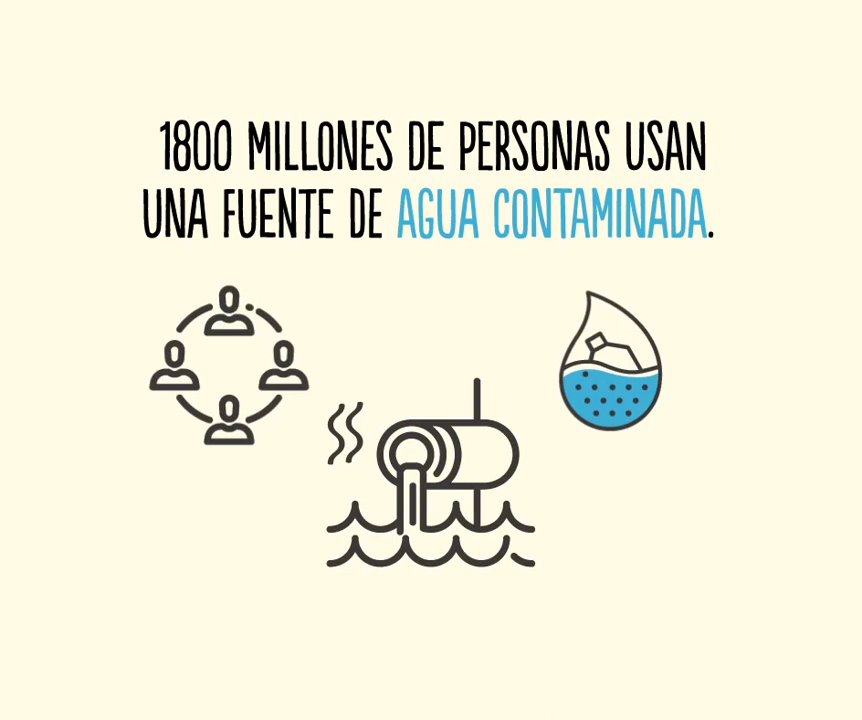 1800 MILLONES DE PERSONAS USAN
UNA FUENTE DE AGUA CONTAMINADA.